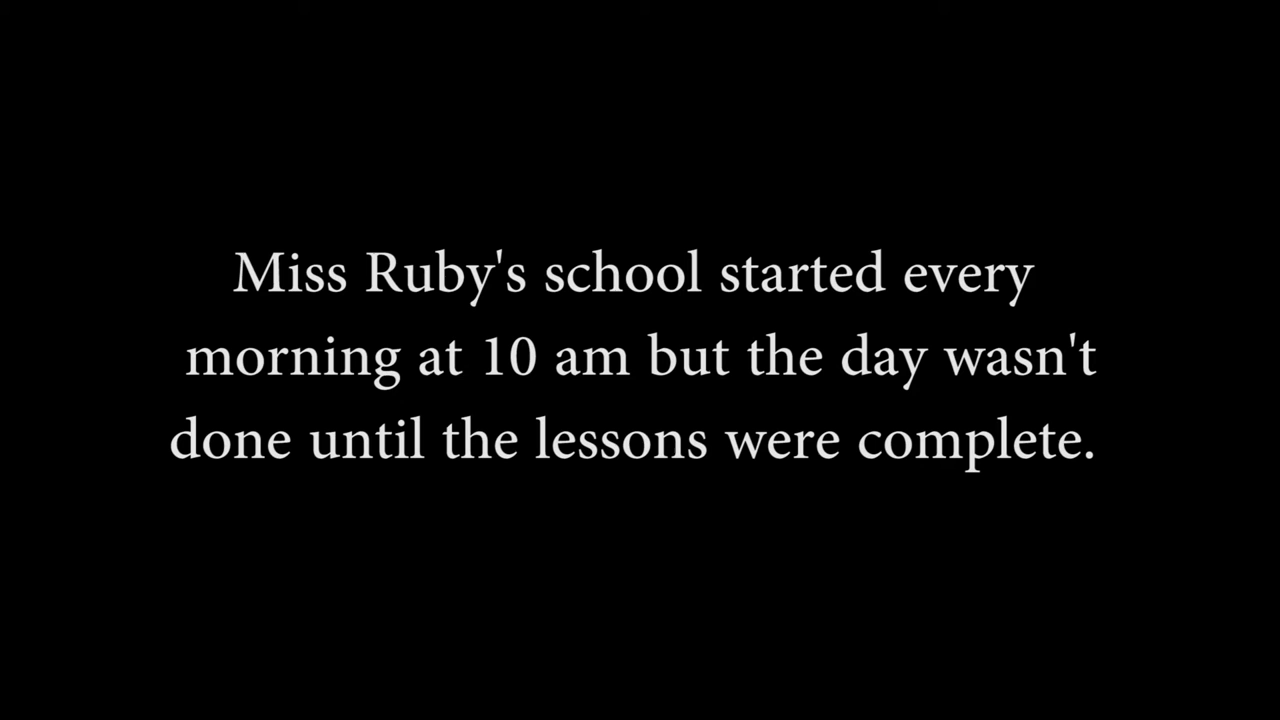 Miss Ruby's school started every
morning at 10 am but the day wasn't
done until the lessons were complete.